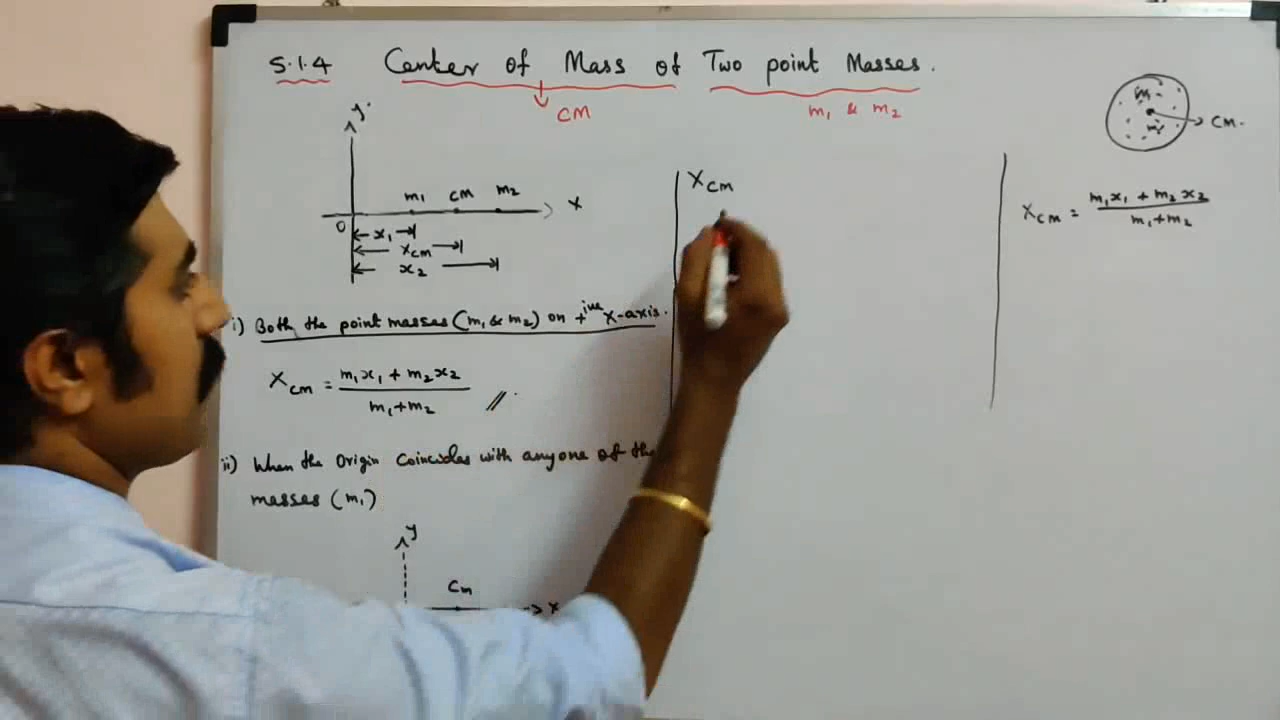 5.1.4 Center of Mass of Two point Masses.
CM
m₁ & m₂
y
m₁ CM m₂
x
0
x₁
xCM
x₂
i) Both the point masses (m₁ & m₂) on +ive x-axis.
XCM = m₁x₁ + m₂x₂ / m₁+m₂ //
ii) When the Origin Coincides with anyone of the
masses (m₁)
y
Cm
x
XCM
CM.
XCM = m₁x₁ + m₂x₂ / m₁+m₂